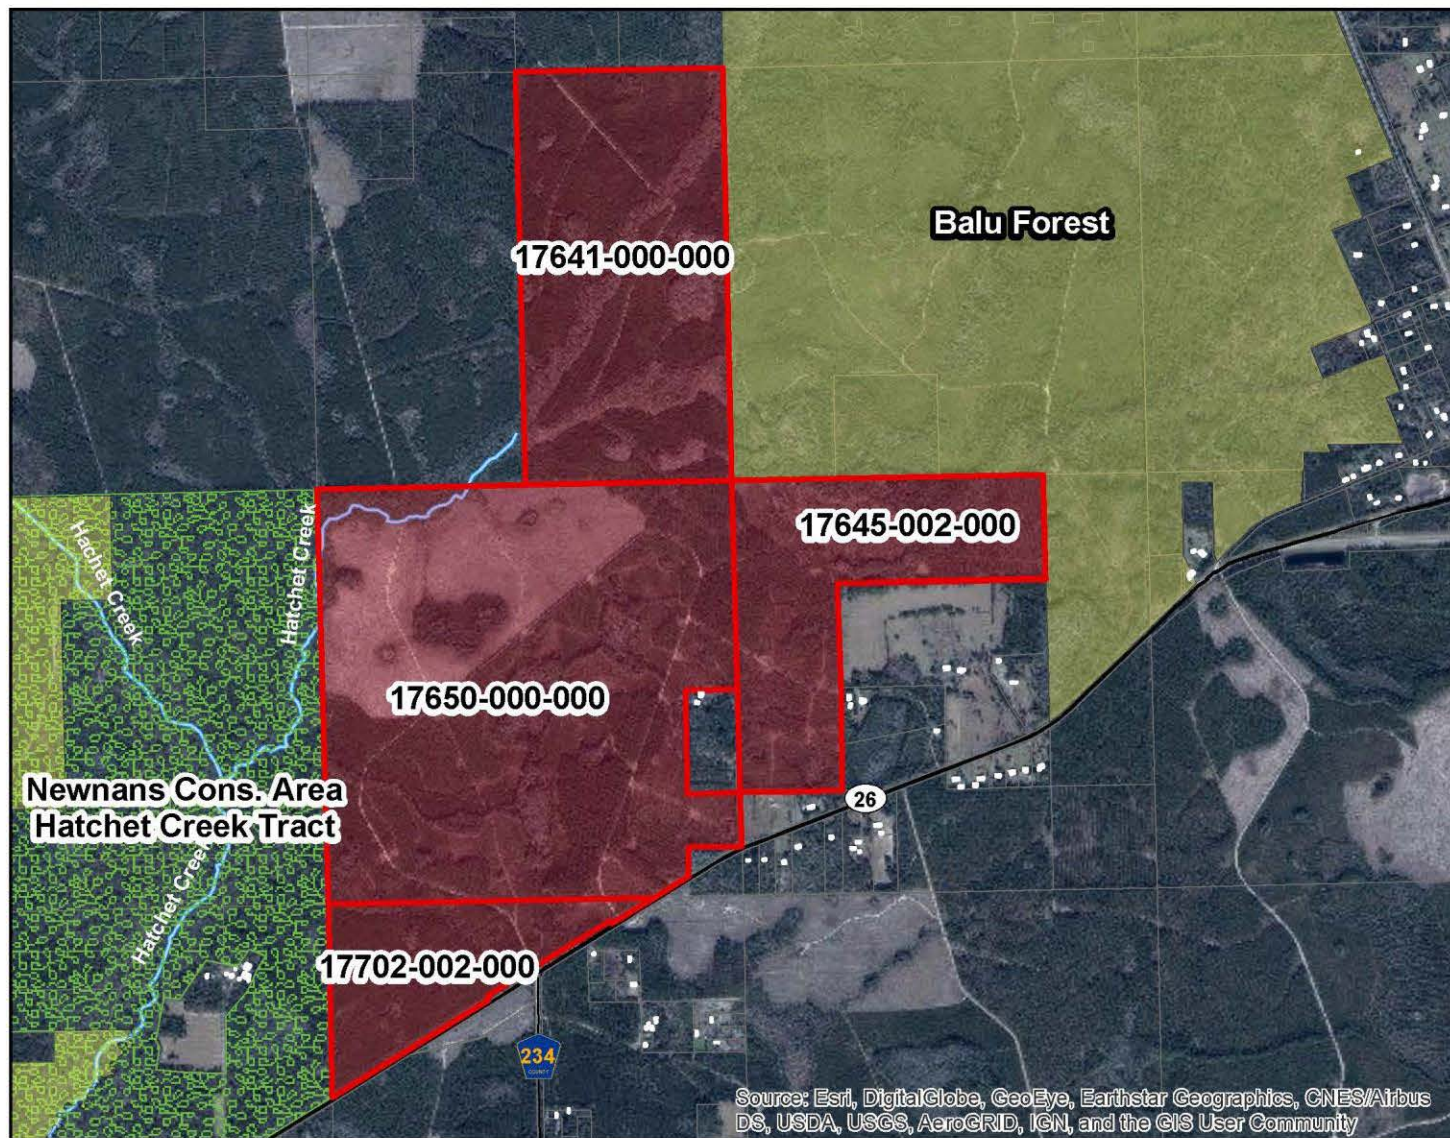 Balu Forest
17641-000-000
17645-002-000
Hachet Creek
Hatchet Creek
17650-000-000
Newnans Cons. Area
Hatchet Creek Tract
26
Hatchet Creek
17702-002-000
234
COUNTY
Source: Esri, DigitalGlobe, GeoEye, Earthstar Geographics, CNES/Airbus
DS, USDA, USGS, AeroGRID, IGN, and the GIS User Community